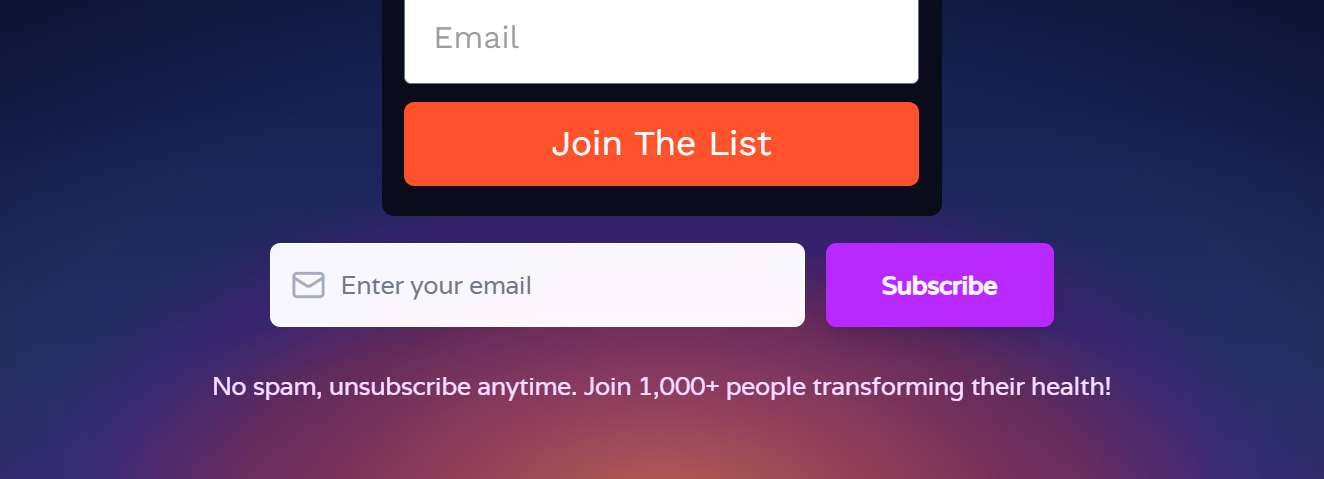 Email
Join The List
Enter your email
Subscribe
No spam, unsubscribe anytime. Join 1,000+ people transforming their health!